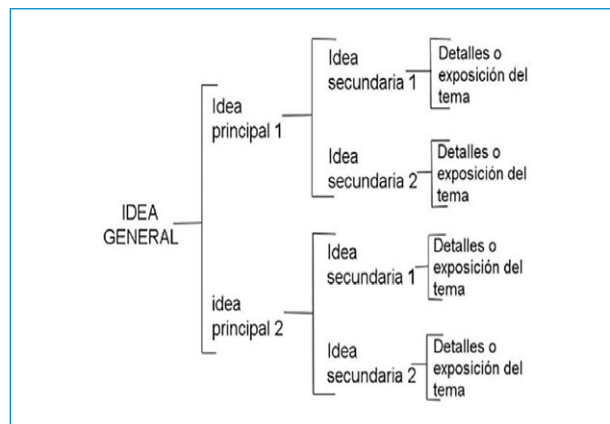 IDEA
GENERAL
Idea
principal 1
Idea
secundaria 1
Detalles o
exposición del
tema
Idea
secundaria 2
Detalles o
exposición del
tema
idea
principal 2
Idea
secundaria 1
Detalles o
exposición del
tema
Idea
secundaria 2
Detalles o
exposición del
tema